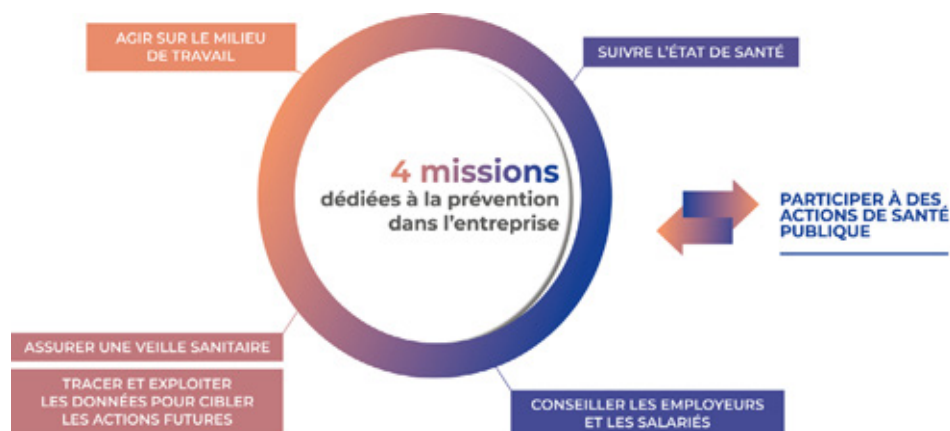 AGIR SUR LE MILIEU
DE TRAVAIL
SUIVRE L'ÉTAT DE SANTÉ
4 missions
dédiées à la prévention
dans l'entreprise
PARTICIPER À DES
ACTIONS DE SANTÉ
PUBLIQUE
ASSURER UNE VEILLE SANITAIRE
TRACER ET EXPLOITER
LES DONNÉES POUR CIBLER
LES ACTIONS FUTURES
CONSEILLER LES EMPLOYEURS
ET LES SALARIÉS